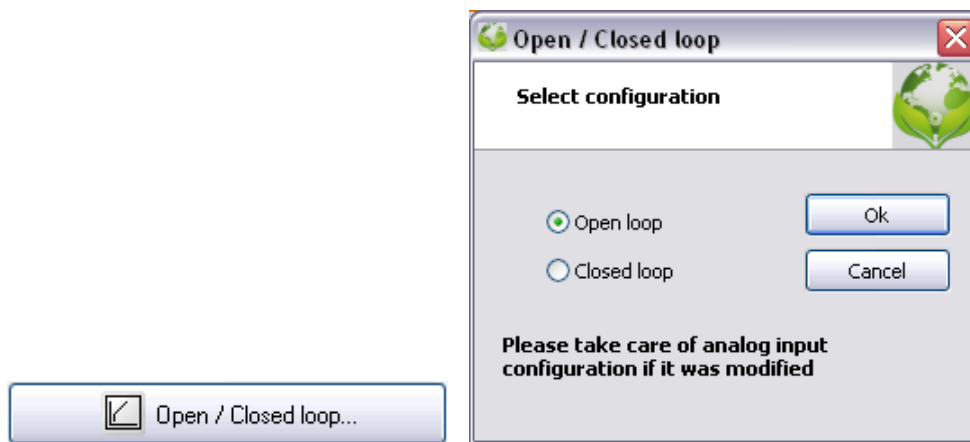 Open / Closed loop
Select configuration
Open loop
Ok
Closed loop
Cancel
Please take care of analog input
configuration if it was modified
Open / Closed loop...